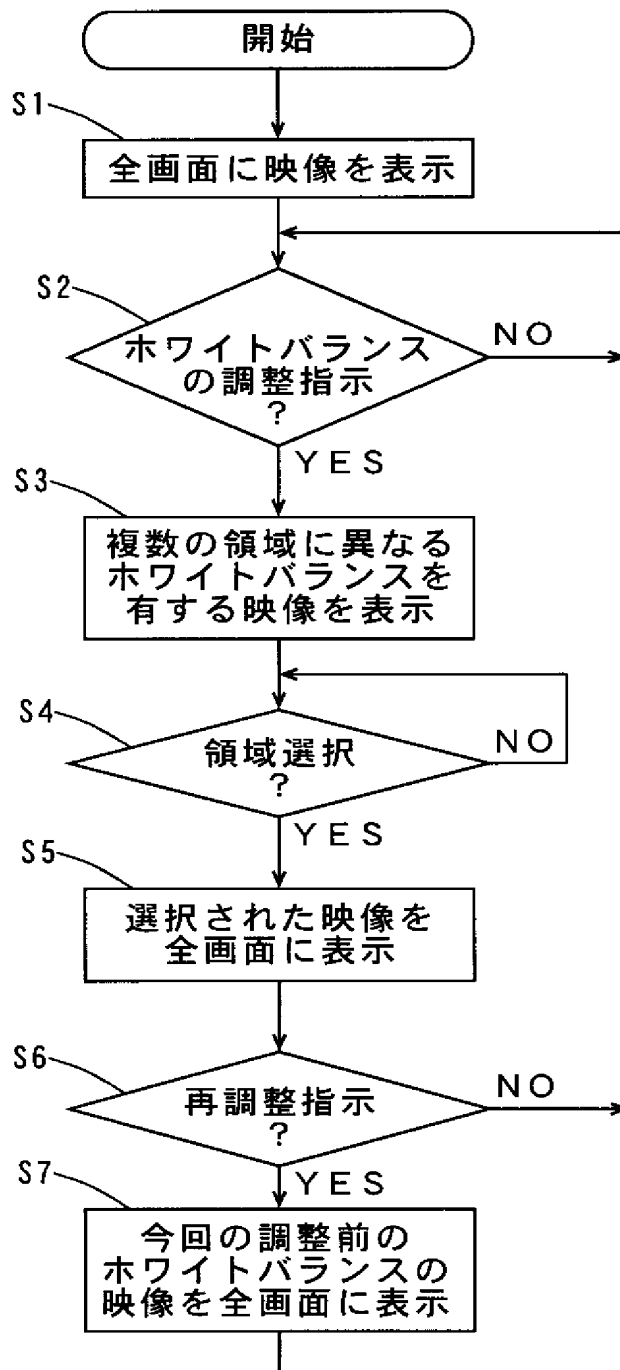 開始
S1
全画面に映像を表示
S2
ホワイトバランス
の調整指示
?
NO
YES
S3
複数の領域に異なる
ホワイトバランスを
有する映像を表示
S4
領域選択
?
NO
YES
S5
選択された映像を
全画面に表示
S6
再調整指示
?
NO
YES
S7
今回の調整前の
ホワイトバランスの
映像を全画面に表示